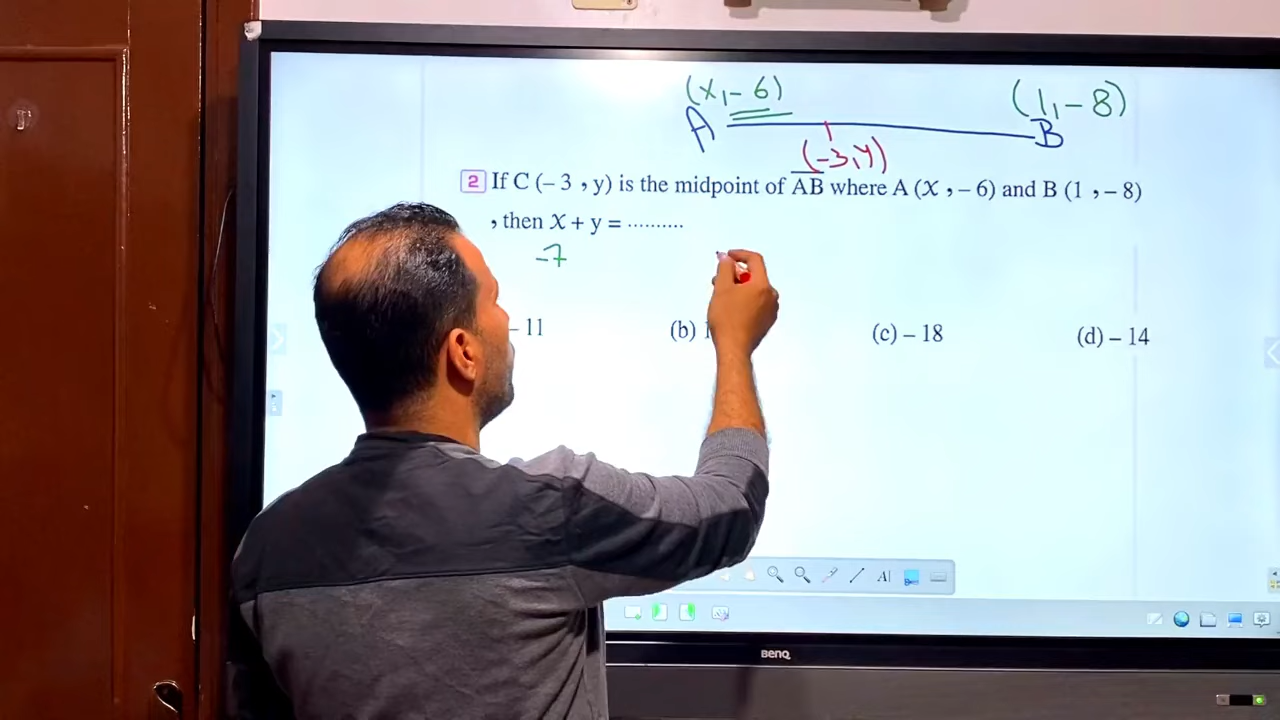 (x, -6)
(1, -8)
A
B
(-3, y)
2 If C (– 3 , y) is the midpoint of AB where A (X , – 6) and B (1 , – 8)
, then X + y = ··········
-7
– 11
(b)
(c) – 18
(d) – 14
A
BenQ